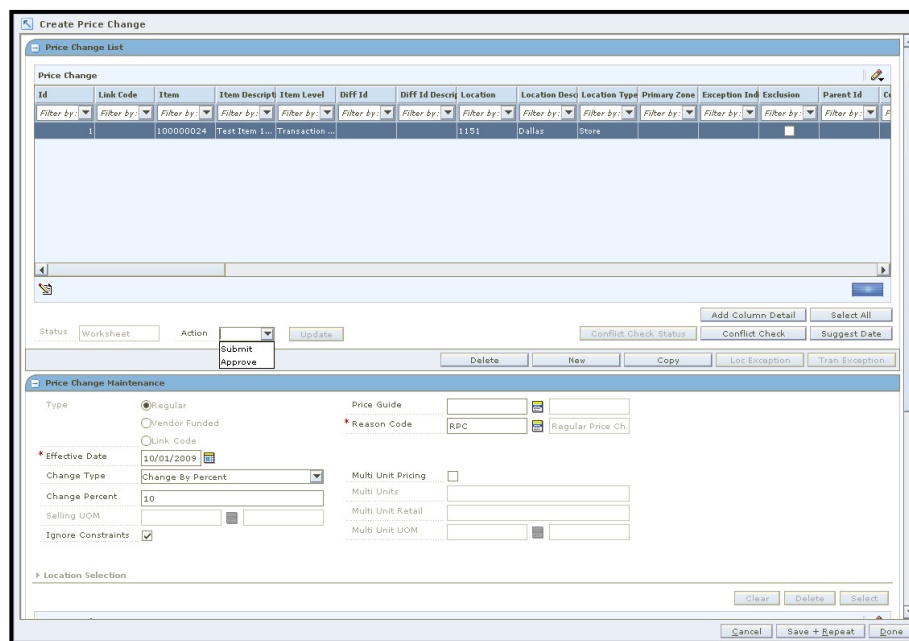 Create Price Change
Price Change List
Price Change
Id Link Code Item Item Descripti Item Level Diff Id Diff Id Descrip Location Location Desc Location Type Primary Zone Exception Ind Exclusion Parent Id
Filter by: Filter by: Filter by: Filter by: Filter by: Filter by: Filter by: Filter by: Filter by: Filter by: Filter by: Filter by: Filter by: Filter by:
1 100000024 Test Item 1... Transaction ... 1151 Dallas Store
Add Column Detail Select All
Status Worksheet Action Update Conflict Check Status Conflict Check Suggest Date
Submit
Approve
Delete New Copy Loc Exception Tran Exception
Price Change Maintenance
Type Regular Price Guide
Vendor Funded * Reason Code RPC Regular Price Ch
Link Code
* Effective Date 10/01/2009
Change Type Change By Percent Multi Unit Pricing
Change Percent 10 Multi Units
Selling UOM Multi Unit Retail
Ignore Constraints Multi Unit UOM
Location Selection
Clear Delete Select
Cancel Save + Repeat Done